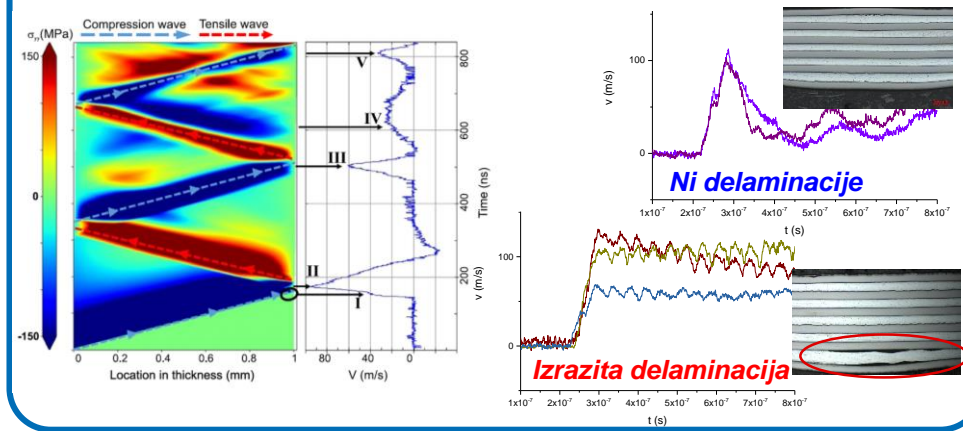 Compression wave
Tensile wave
σ₁₁(MPa)
150
0
-150
V
IV
III
II
I
800
600
400
200
Time (ns)
0
0.2
0.4
0.6
0.8
1
Location in thickness (mm)
80
40
0
V (m/s)
100
0
v (m/s)
1x10⁻⁷
2x10⁻⁷
3x10⁻⁷
4x10⁻⁷
5x10⁻⁷
6x10⁻⁷
7x10⁻⁷
8x10⁻⁷
t (s)
Ni delaminacije
100
0
v (m/s)
1x10⁻⁷
2x10⁻⁷
3x10⁻⁷
4x10⁻⁷
5x10⁻⁷
6x10⁻⁷
7x10⁻⁷
8x10⁻⁷
t (s)
Izrazita delaminacija